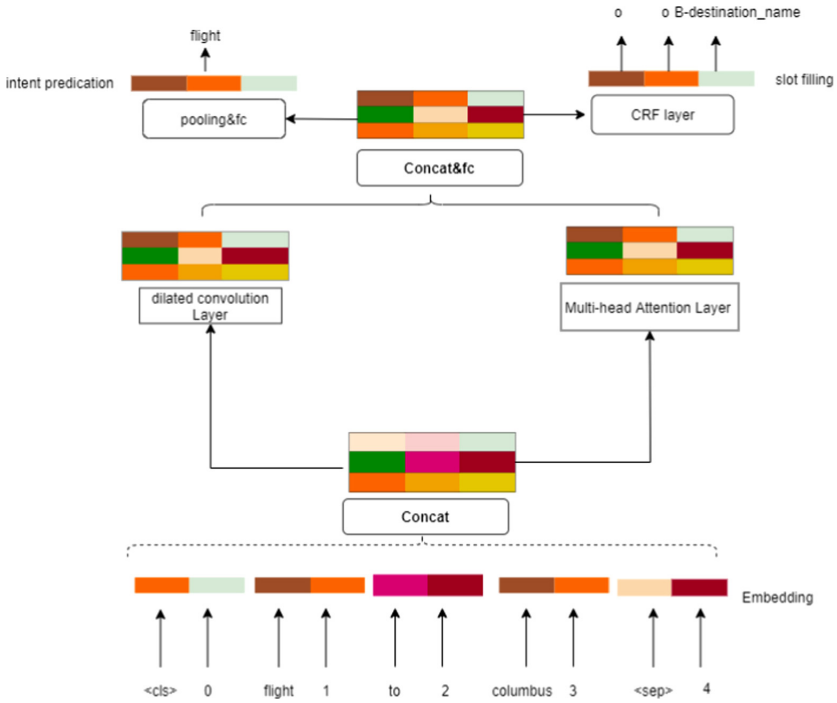 o o B-destination_name
flight
intent predication
slot filling
pooling&fc
CRF layer
Concat&fc
dilated convolution
Layer
Multi-head Attention Layer
Concat
Embedding
<cls> 0 flight 1 to 2 columbus 3 <sep> 4